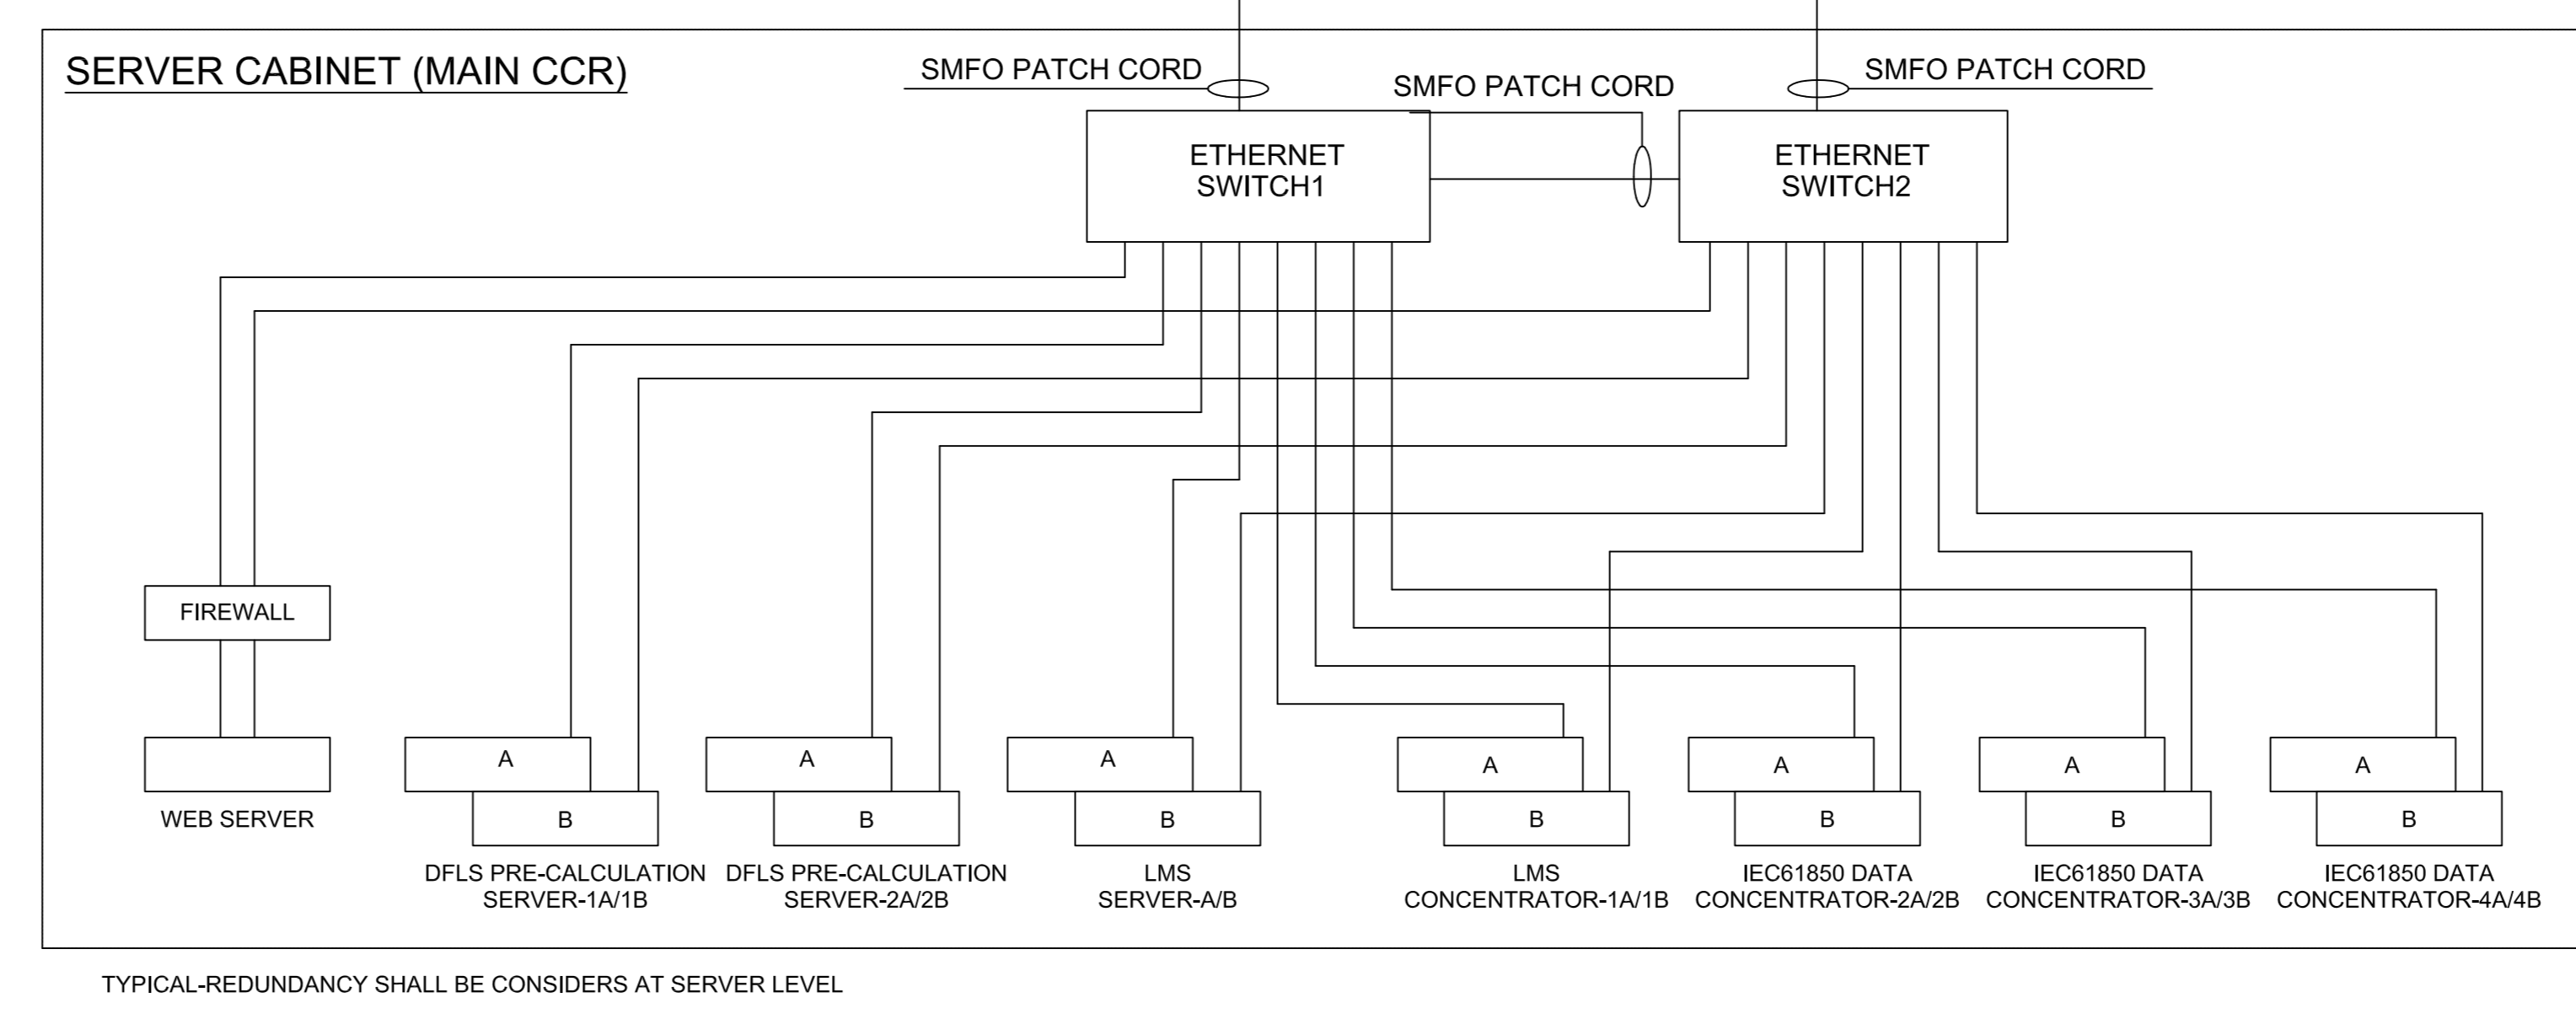 SERVER CABINET (MAIN CCR)
SMFO PATCH CORD
SMFO PATCH CORD
SMFO PATCH CORD
ETHERNET
SWITCH1
ETHERNET
SWITCH2
FIREWALL
WEB SERVER
A
B
DFLS PRE-CALCULATION
SERVER-1A/1B
A
B
DFLS PRE-CALCULATION
SERVER-2A/2B
A
B
LMS
SERVER-A/B
A
B
LMS
CONCENTRATOR-1A/1B
A
B
IEC61850 DATA
CONCENTRATOR-2A/2B
A
B
IEC61850 DATA
CONCENTRATOR-3A/3B
A
B
IEC61850 DATA
CONCENTRATOR-4A/4B
TYPICAL-REDUNDANCY SHALL BE CONSIDERS AT SERVER LEVEL